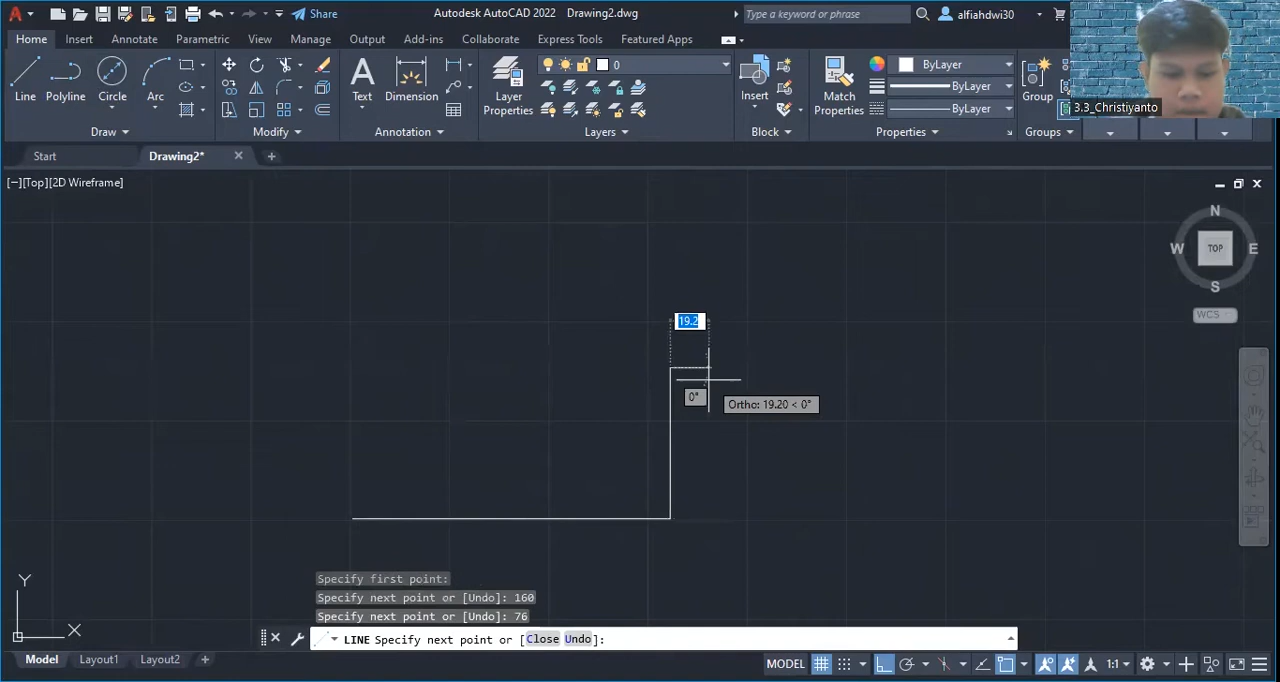 Share
Autodesk AutoCAD 2022 Drawing2.dwg
Type a keyword or phrase
alfiahdwi30
Home Insert Annotate Parametric View Manage Output Add-ins Collaborate Express Tools Featured Apps
Line Polyline Circle Arc
Text Dimension
Layer Properties
0
Insert
Match Properties
ByLayer
ByLayer
ByLayer
Group
3.3_Christiyanto
Draw Modify Annotation Layers Block Properties Groups
Start Drawing2*
[−][Top][2D Wireframe]
N
W TOP E
S
WCS
19.2
0°
Ortho: 19.20 < 0°
Specify first point:
Specify next point or [Undo]: 160
Specify next point or [Undo]: 76
LINE Specify next point or [Close Undo]:
Y
X
Model Layout1 Layout2
MODEL
1:1